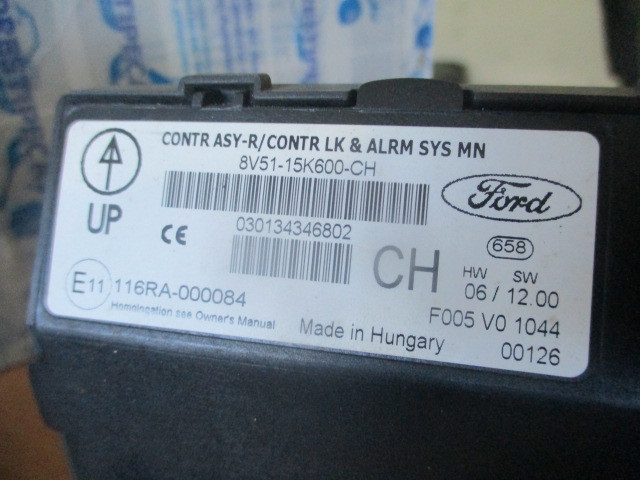 CONTR ASY-R/CONTR LK & ALRM SYS MN
8V51-15K600-CH
UP
CE
030134346802
Ford
658
CH
HW SW
06 / 12.00
E11 116RA-000084
Homologation see Owner's Manual
F005 V0 1044
Made in Hungary
00126